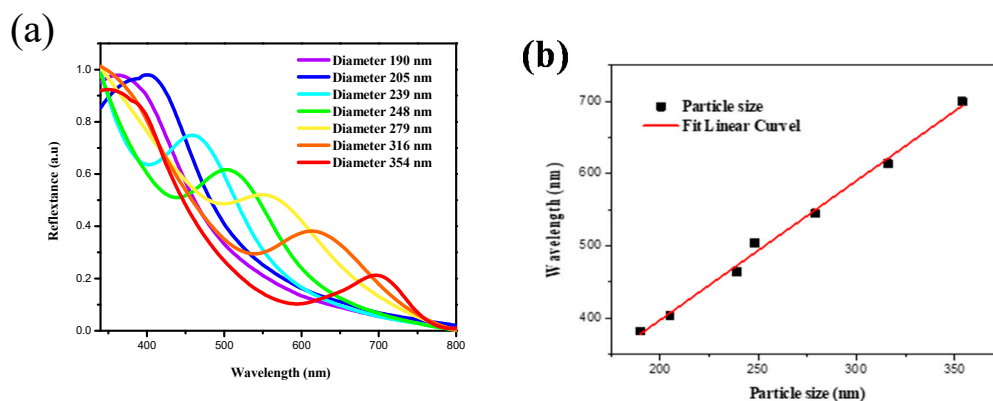 (a)
Diameter 190 nm
Diameter 205 nm
Diameter 239 nm
Diameter 248 nm
Diameter 279 nm
Diameter 316 nm
Diameter 354 nm
1.0
0.8
0.6
0.4
0.2
0.0
Reflextance (a.u)
400 500 600 700 800
Wavelength (nm)
(b)
Particle size
Fit Linear Curvel
700
600
500
400
Wavelength (nm)
200 250 300 350
Particle size (nm)